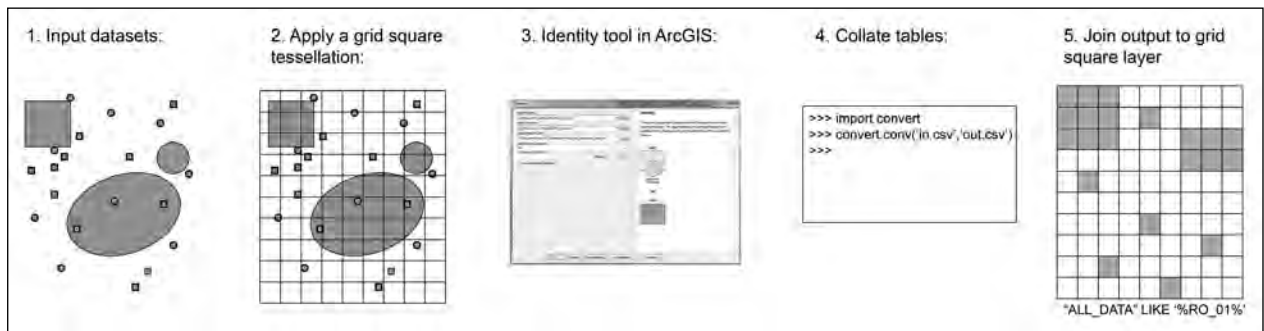 1. Input datasets:
2. Apply a grid square
tessellation:
3. Identity tool in ArcGIS:
4. Collate tables:
>>> import convert
>>> convert.conv('in.csv','out.csv')
>>>
5. Join output to grid
square layer
"ALL_DATA" LIKE '%RO_01%'